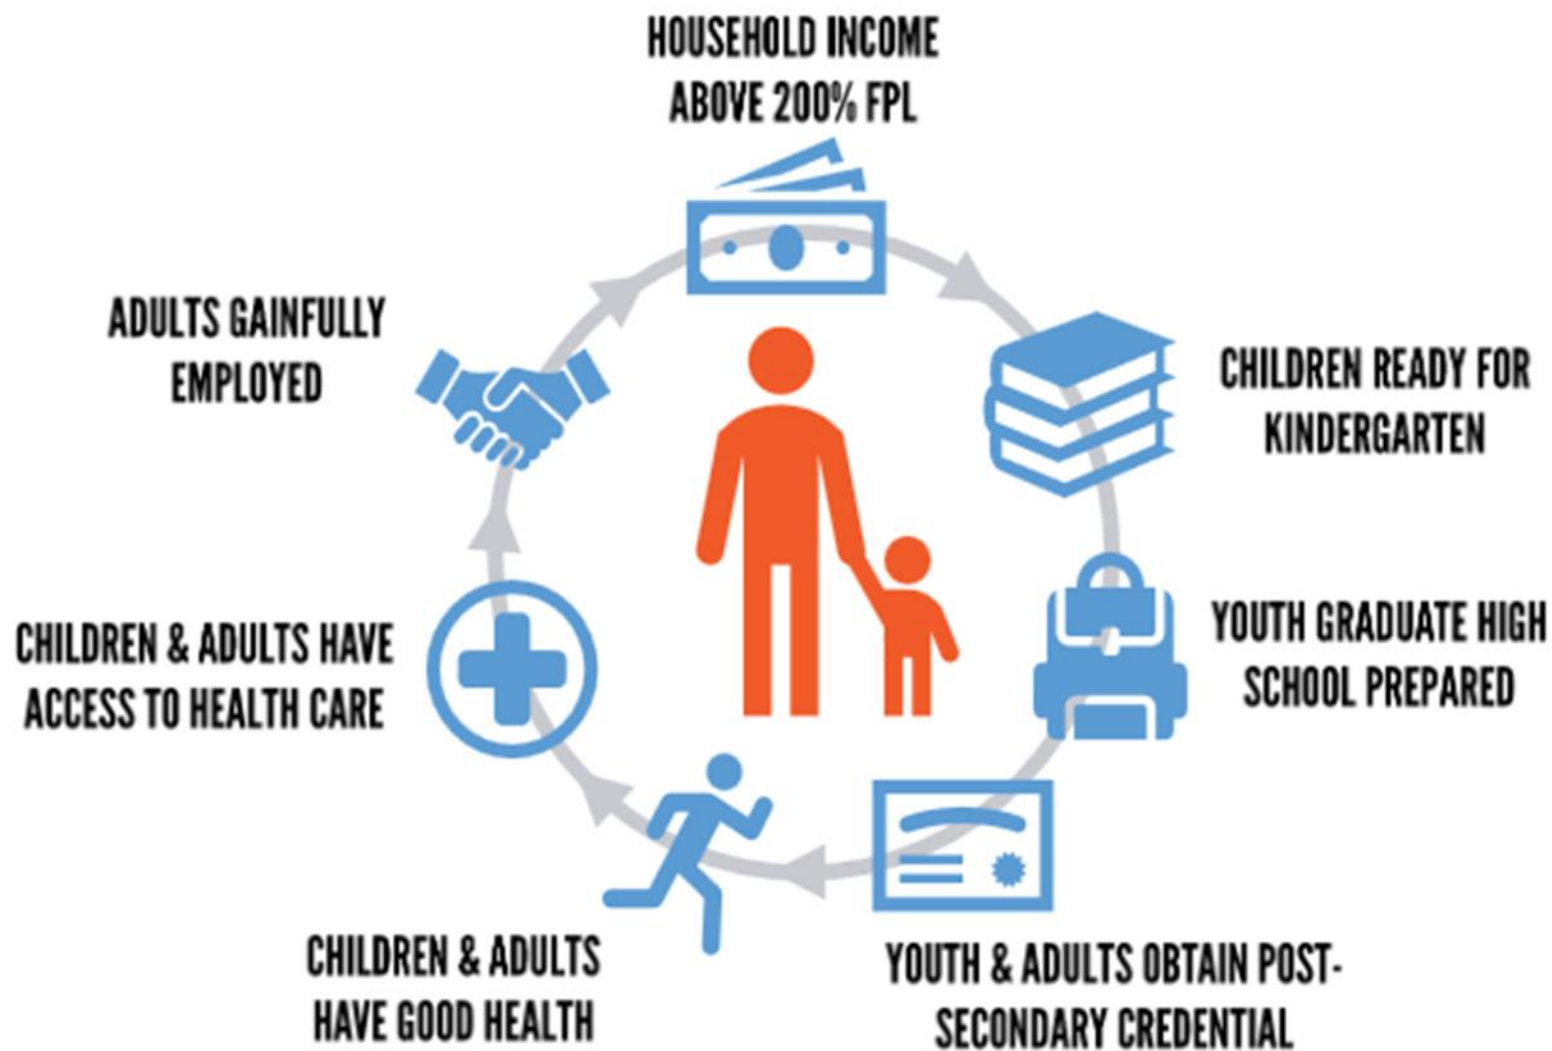 HOUSEHOLD INCOME
ABOVE 200% FPL
CHILDREN READY FOR
KINDERGARTEN
YOUTH GRADUATE HIGH
SCHOOL PREPARED
YOUTH & ADULTS OBTAIN POST-
SECONDARY CREDENTIAL
CHILDREN & ADULTS
HAVE GOOD HEALTH
CHILDREN & ADULTS HAVE
ACCESS TO HEALTH CARE
ADULTS GAINFULLY
EMPLOYED